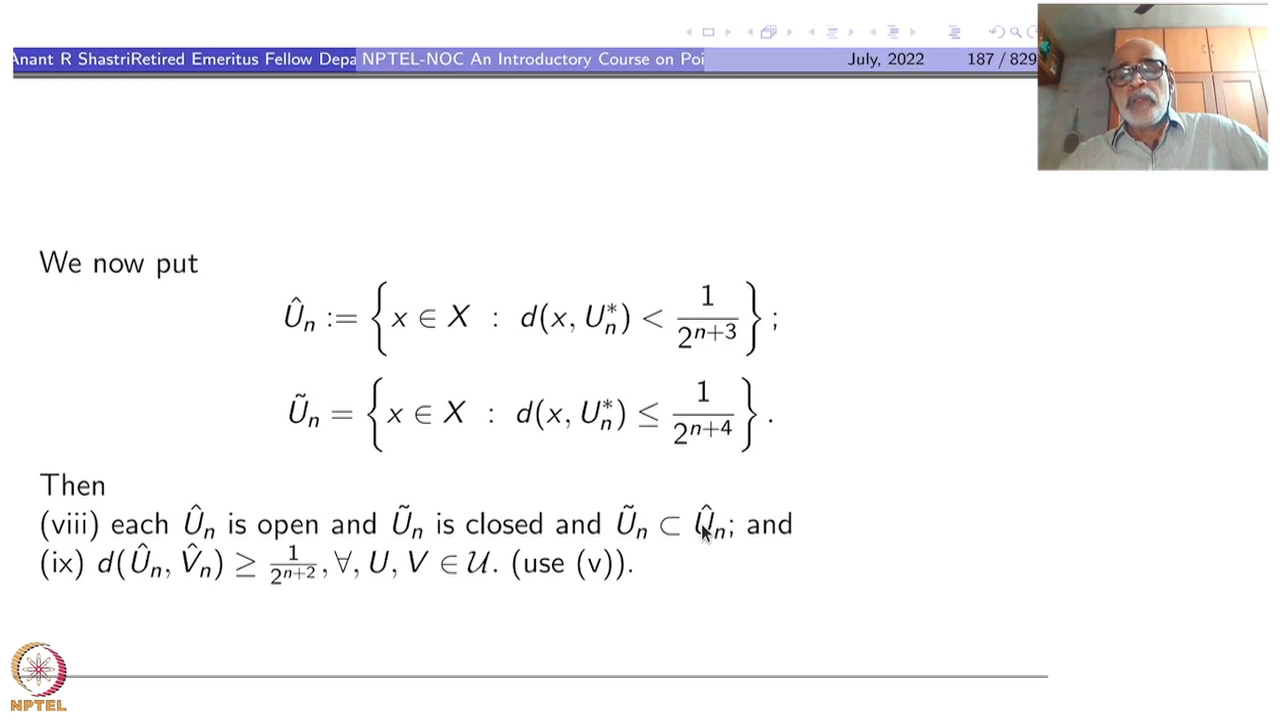 Anant R ShastriRetired Emeritus Fellow Depa NPTEL-NOC An Introductory Course on Poi July, 2022 187 / 829
We now put
Û_n := { x ∈ X : d(x, U_n^*) < 1/2^{n+3} } ;
Ũ_n = { x ∈ X : d(x, U_n^*) ≤ 1/2^{n+4} } .
Then
(viii) each Û_n is open and Ũ_n is closed and Ũ_n ⊂ Û_n; and
(ix) d(Û_n, V̂_n) ≥ 1/2^{n+2}, ∀, U, V ∈ 𝒰. (use (v)).
NPTEL